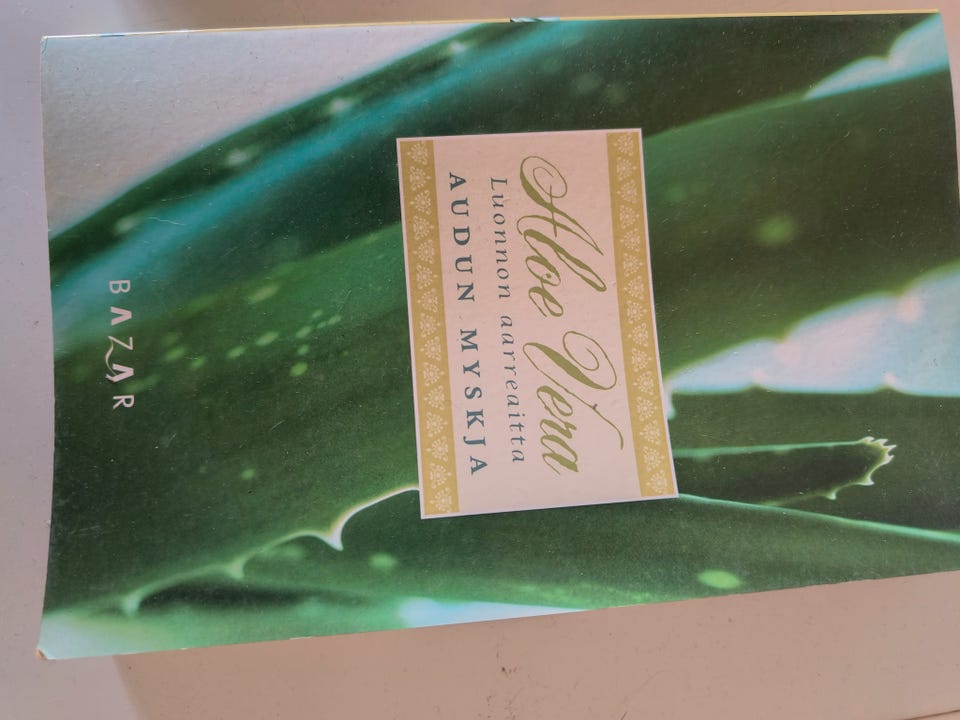 Aloe Vera
Luonnon aarreaitta
AUDUN MYSKJA
BAZAR